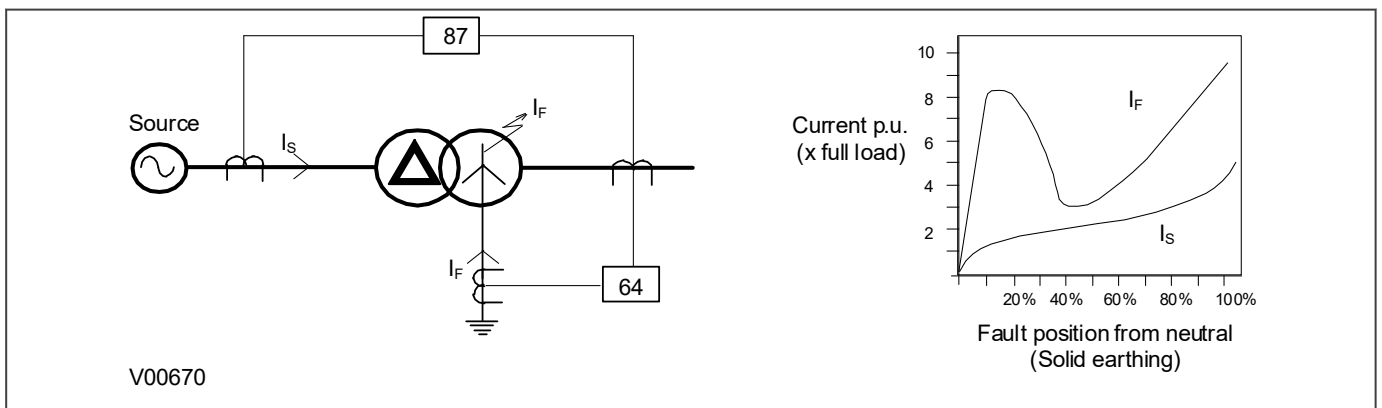 87
Source
I_S
I_F
I_F
64
V00670
Current p.u.
(x full load)
10
8
6
4
2
I_F
I_S
20% 40% 60% 80% 100%
Fault position from neutral
(Solid earthing)